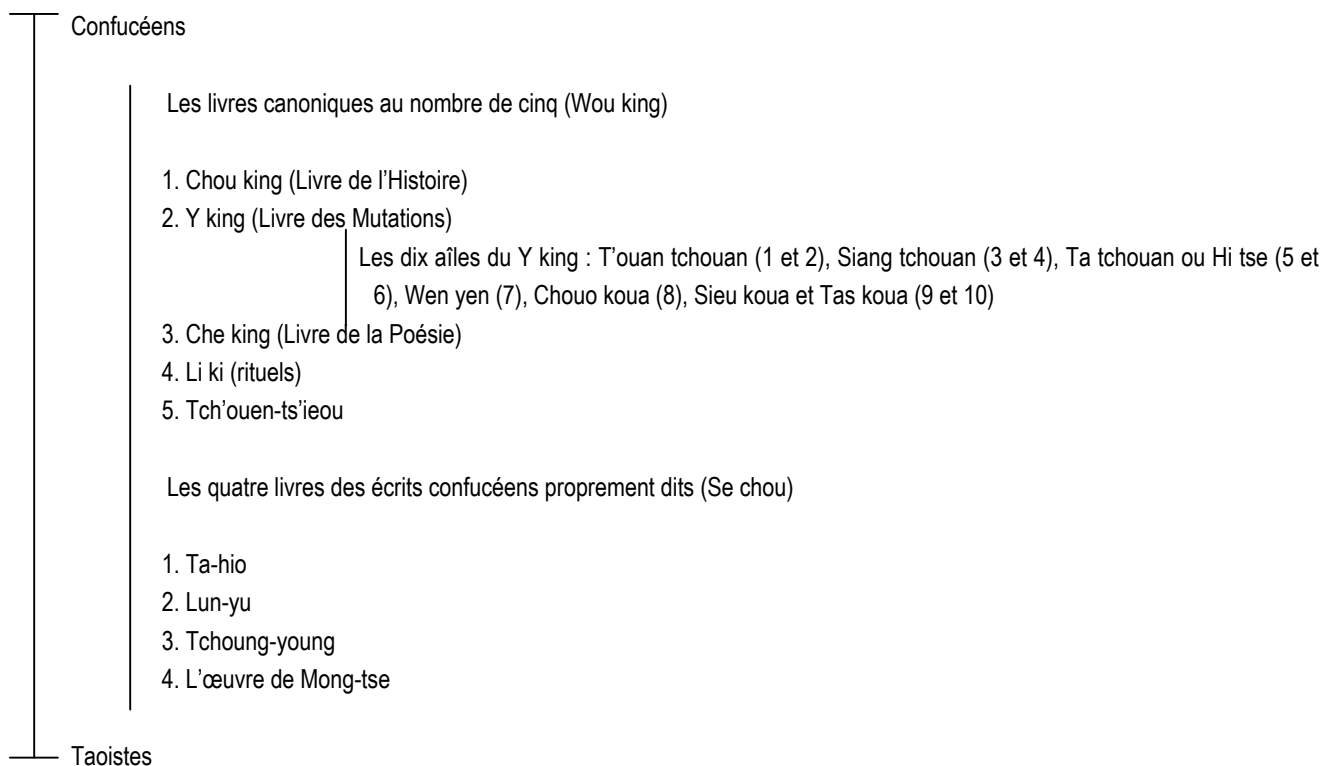 Confucéens
Les livres canoniques au nombre de cinq (Wou king)
1. Chou king (Livre de l’Histoire)
2. Y king (Livre des Mutations)
Les dix aîles du Y king : T’ouan tchouan (1 et 2), Siang tchouan (3 et 4), Ta tchouan ou Hi tse (5 et
6), Wen yen (7), Chouo koua (8), Sieu koua et Tas koua (9 et 10)
3. Che king (Livre de la Poésie)
4. Li ki (rituels)
5. Tch’ouen-ts’ieou
Les quatre livres des écrits confucéens proprement dits (Se chou)
1. Ta-hio
2. Lun-yu
3. Tchoung-young
4. L’œuvre de Mong-tse
Taoistes